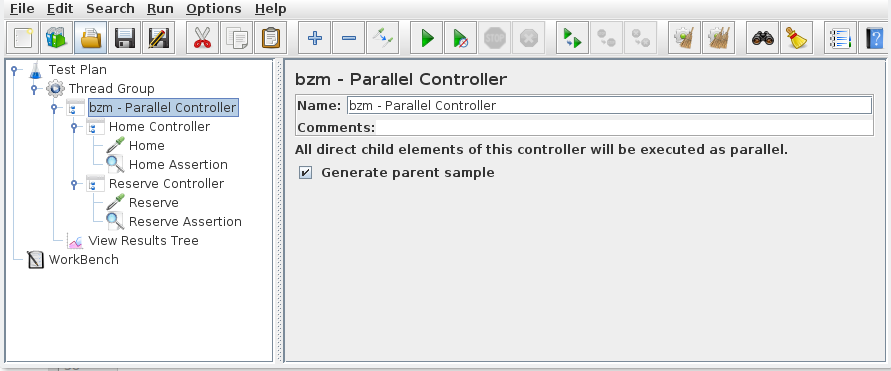 File Edit Search Run Options Help
Test Plan
Thread Group
bzm - Parallel Controller
Home Controller
Home
Home Assertion
Reserve Controller
Reserve
Reserve Assertion
View Results Tree
WorkBench
bzm - Parallel Controller
Name: bzm - Parallel Controller
Comments:
All direct child elements of this controller will be executed as parallel.
Generate parent sample